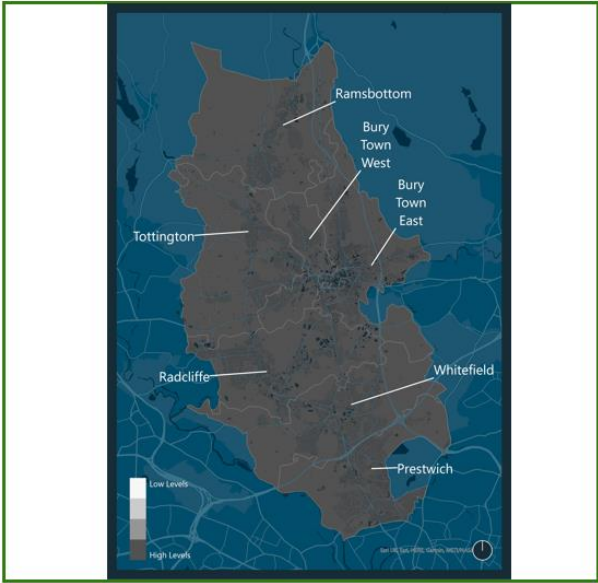 Ramsbottom
Bury
Town
West
Bury
Town
East
Tottington
Radcliffe
Whitefield
Prestwich
Low Levels
High Levels